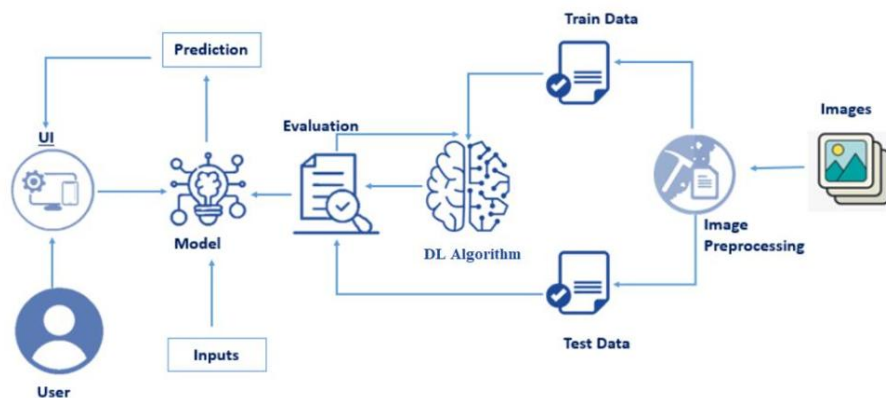 Train Data
Prediction
Images
Evaluation
UI
Model
DL Algorithm
Image
Preprocessing
Inputs
Test Data
User